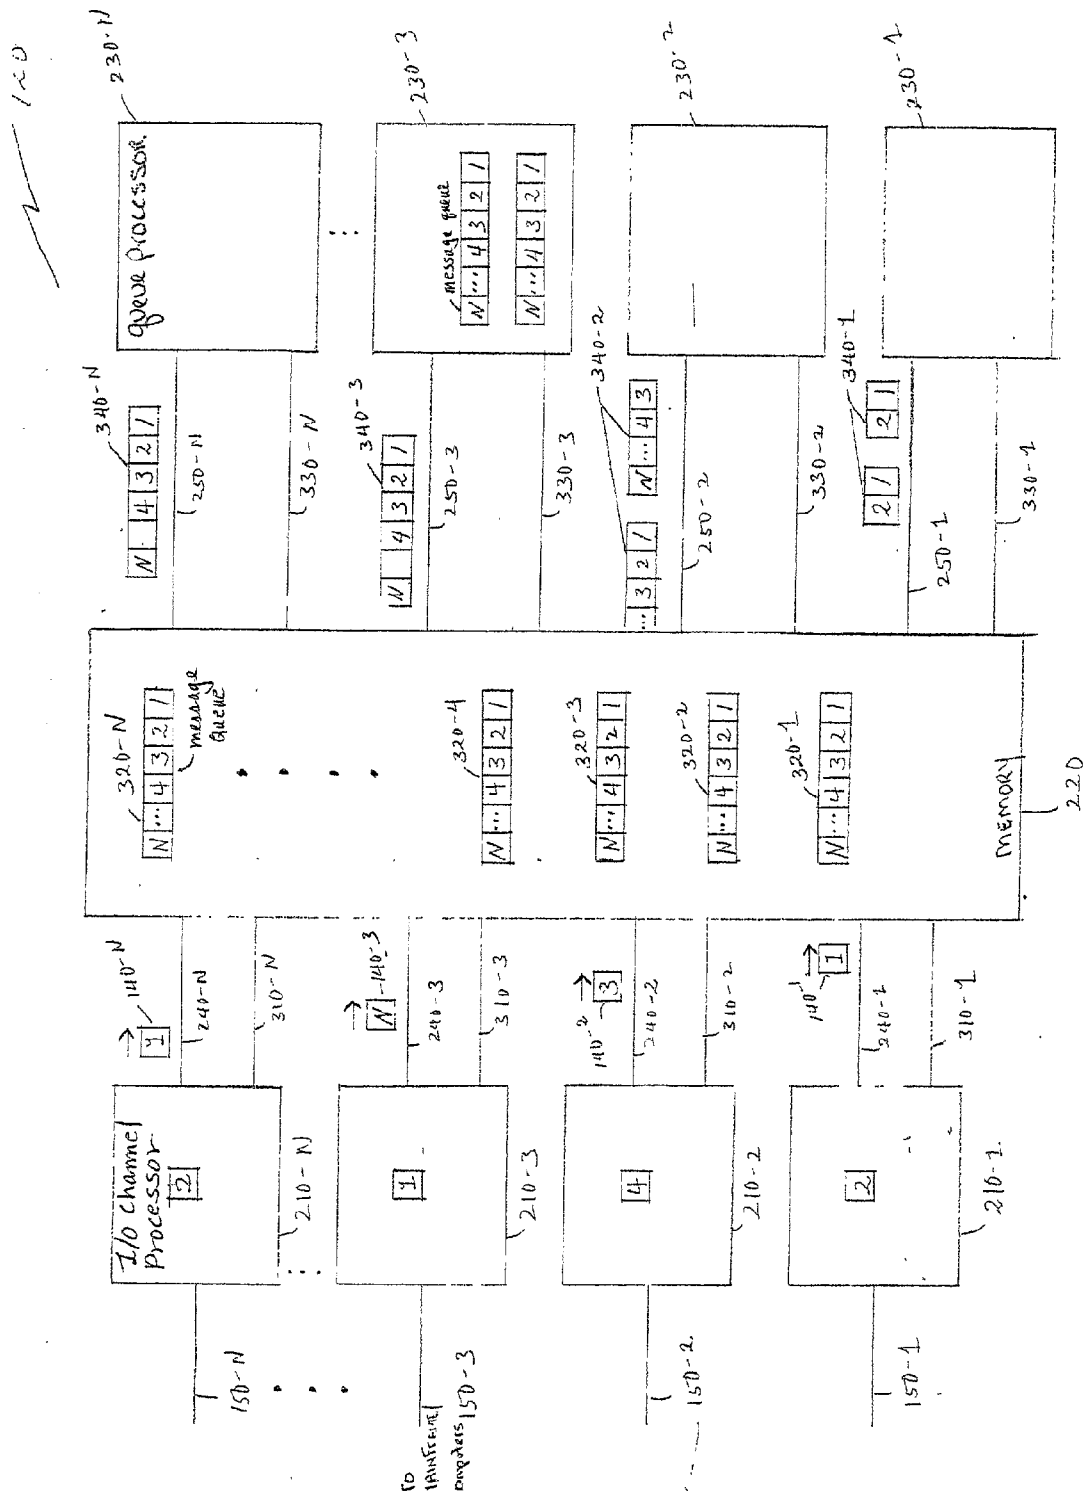 120
I/O Channel
Processor
2
210-N
150-N
1
140-N
240-N
310-N
1
210-3
150-3
TO
N
140-3
240-3
310-3
4
210-2
150-2
3
140-2
240-2
310-2
2
210-1
150-1
1
140-1
240-1
310-1
320-N
N ... 4 3 2 1
message
queue
320-4
N ... 4 3 2 1
320-3
N ... 4 3 2 1
320-2
N ... 4 3 2 1
320-1
N ... 4 3 2 1
MEMORY
220
340-N
N 4 3 2 1
250-N
330-N
queue processor
230-N
340-3
N 4 3 2 1
250-3
330-3
message queue
N ... 4 3 2 1
N ... 4 3 2 1
230-3
340-2
... 3 2 1
N ... 4 3
250-2
330-2
230-2
340-1
2 1
2 1
250-1
330-1
230-1